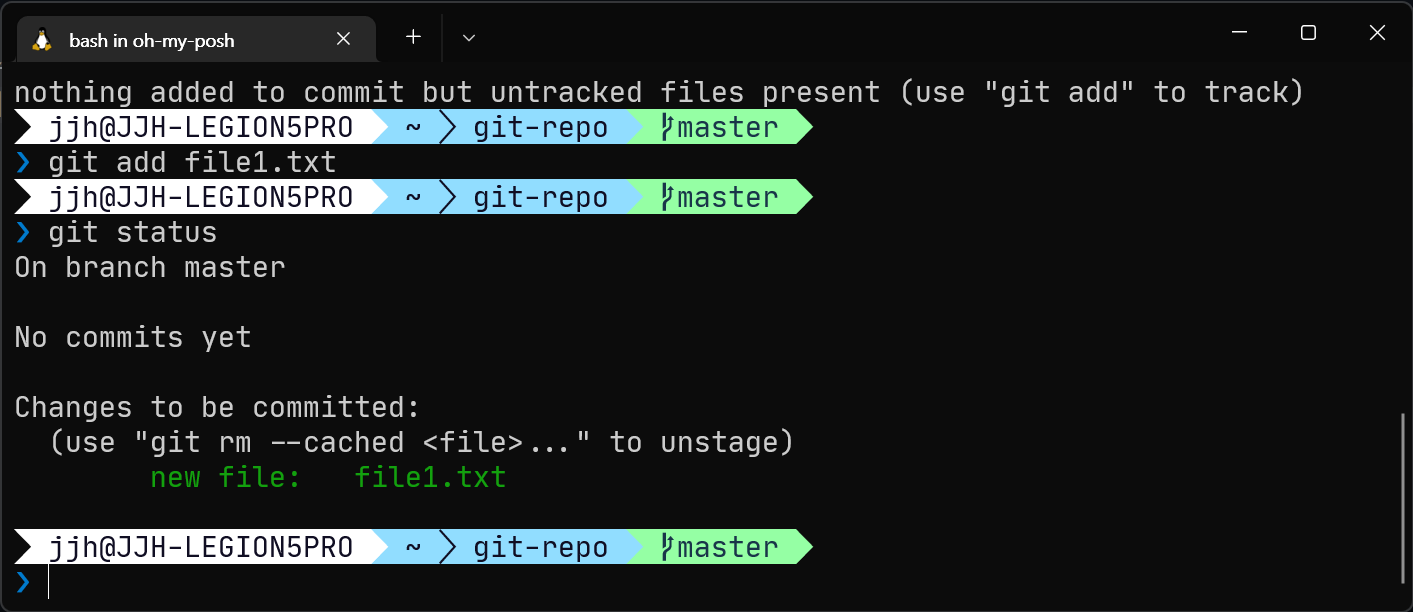 bash in oh-my-posh
nothing added to commit but untracked files present (use "git add" to track)
jjh@JJH-LEGION5PRO ~ git-repo master
❯ git add file1.txt
jjh@JJH-LEGION5PRO ~ git-repo master
❯ git status
On branch master
No commits yet
Changes to be committed:
(use "git rm --cached <file>..." to unstage)
new file: file1.txt
jjh@JJH-LEGION5PRO ~ git-repo master
❯